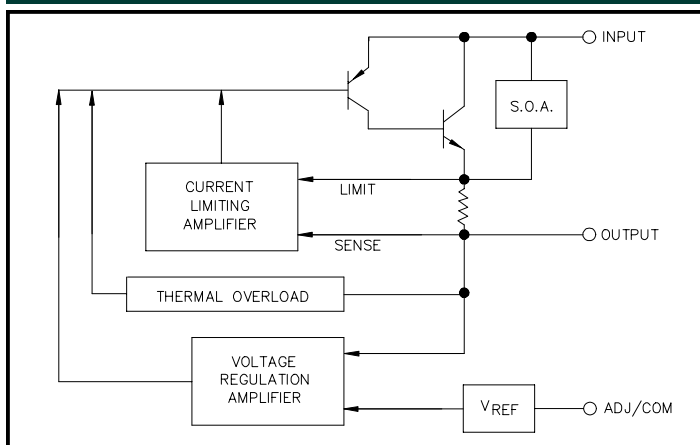 INPUT
S.O.A.
CURRENT
LIMITING
AMPLIFIER
LIMIT
SENSE
OUTPUT
THERMAL OVERLOAD
VOLTAGE
REGULATION
AMPLIFIER
VREF
ADJ/COM